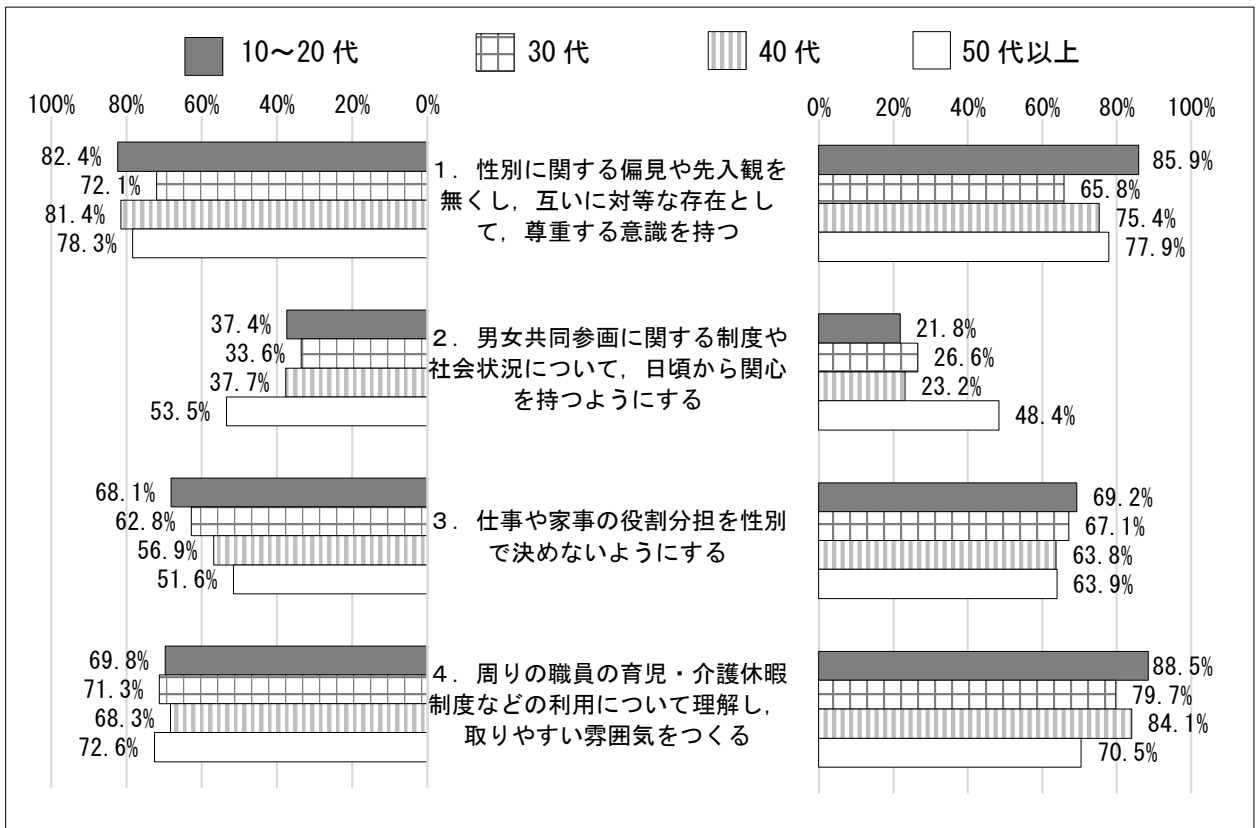 10～20代 30代 40代 50代以上
100% 80% 60% 40% 20% 0%
0% 20% 40% 60% 80% 100%
82.4%
72.1%
81.4%
78.3%
1．性別に関する偏見や先入観を
無くし，互いに対等な存在とし
て，尊重する意識を持つ
85.9%
65.8%
75.4%
77.9%
37.4%
33.6%
37.7%
53.5%
2．男女共同参画に関する制度や
社会状況について，日頃から関心
を持つようにする
21.8%
26.6%
23.2%
48.4%
68.1%
62.8%
56.9%
51.6%
3．仕事や家事の役割分担を性別
で決めないようにする
69.2%
67.1%
63.8%
63.9%
69.8%
71.3%
68.3%
72.6%
4．周りの職員の育児・介護休暇
制度などの利用について理解し，
取りやすい雰囲気をつくる
88.5%
79.7%
84.1%
70.5%